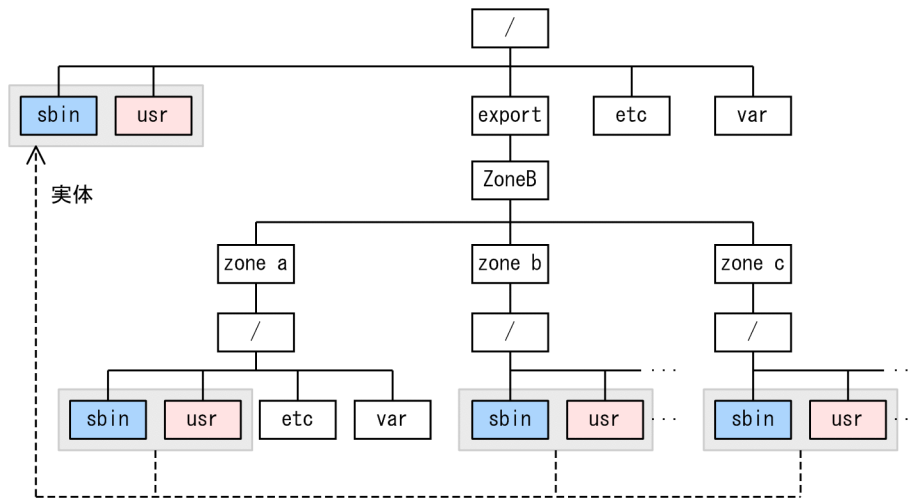 /
sbin usr export etc var
実体
ZoneB
zone a zone b zone c
/ / /
··· ··
sbin usr etc var sbin usr ··· sbin usr ··